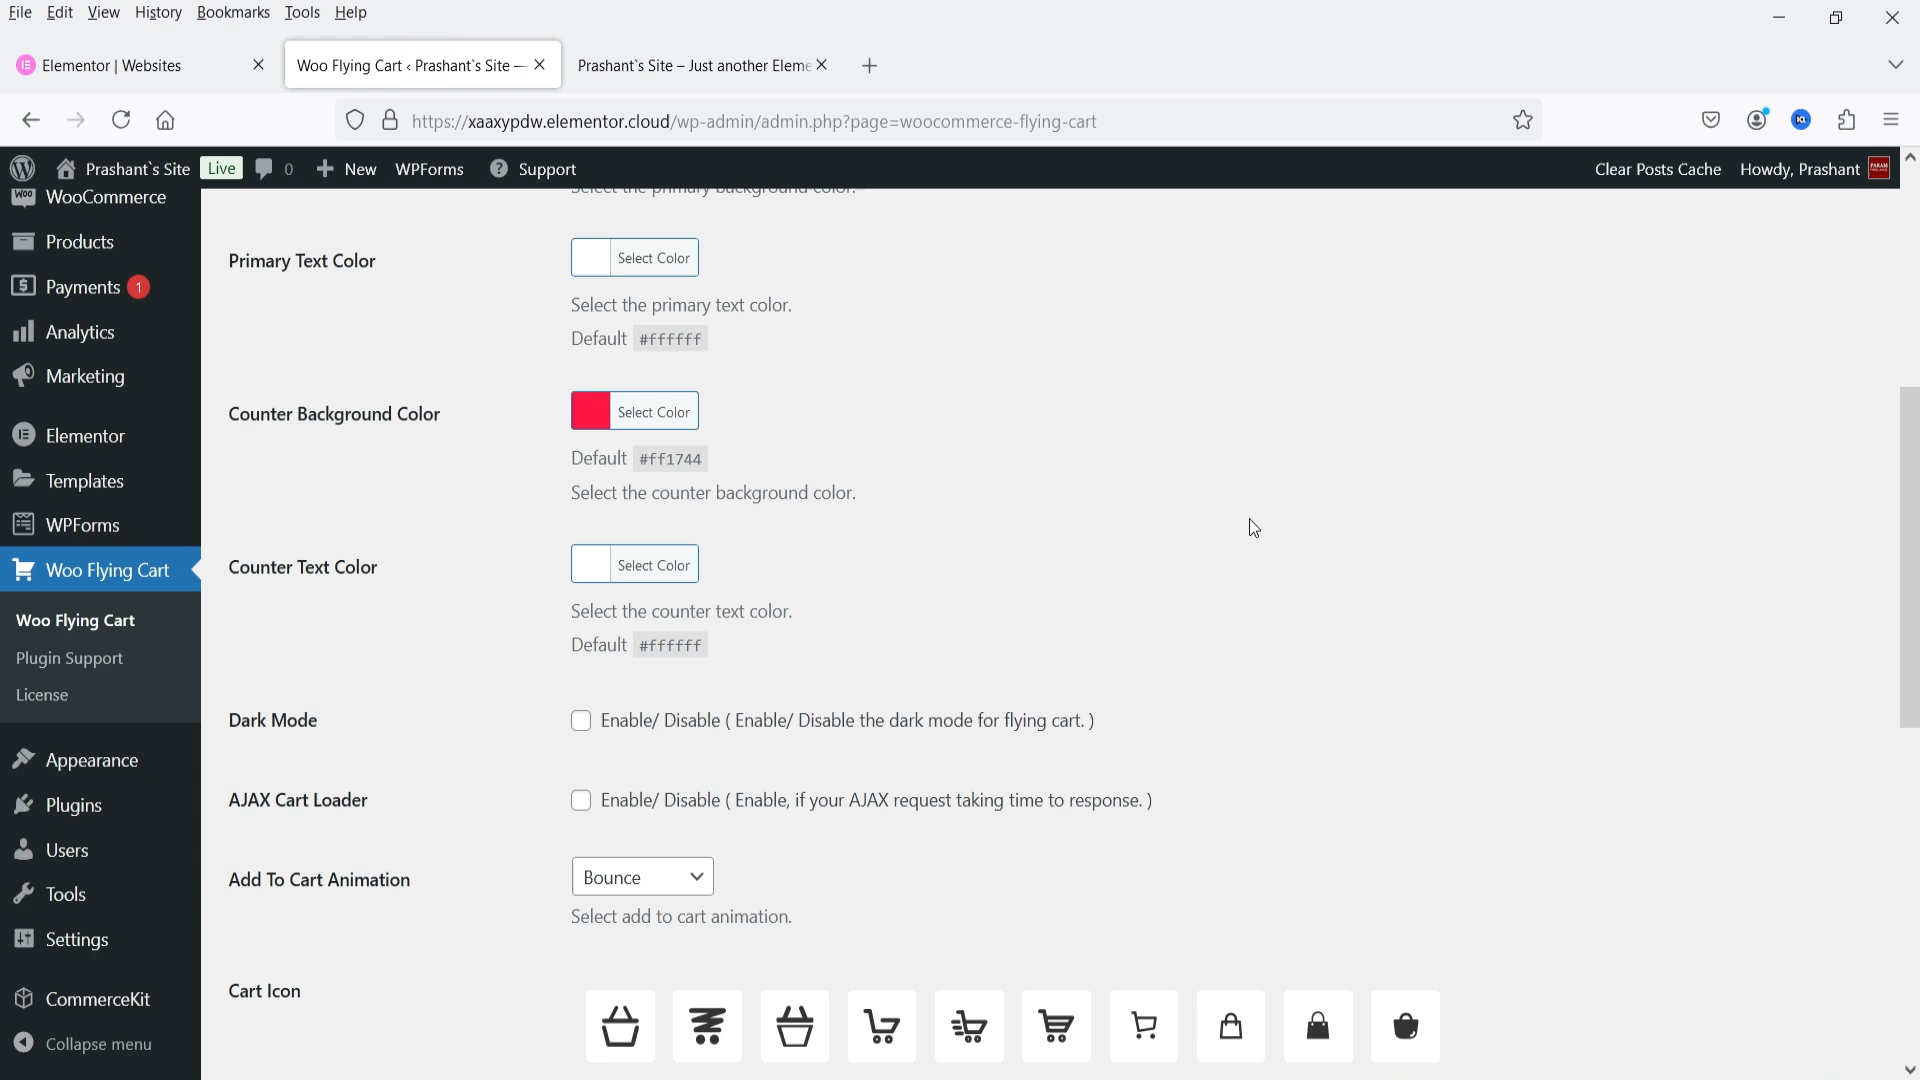 File Edit View History Bookmarks Tools Help
Elementor | Websites
Woo Flying Cart ‹ Prashant`s Site —
Prashant`s Site – Just another Eleme
https://xaaxypdw.elementor.cloud/wp-admin/admin.php?page=woocommerce-flying-cart
Prashant`s Site Live 0 New WPForms Support Clear Posts Cache Howdy, Prashant
WooCommerce
Products
Payments 1
Analytics
Marketing
Elementor
Templates
WPForms
Woo Flying Cart
Woo Flying Cart
Plugin Support
License
Appearance
Plugins
Users
Tools
Settings
CommerceKit
Collapse menu
Select the primary background color.
Primary Text Color
Select Color
Select the primary text color.
Default #ffffff
Counter Background Color
Select Color
Default #ff1744
Select the counter background color.
Counter Text Color
Select Color
Select the counter text color.
Default #ffffff
Dark Mode
Enable/ Disable ( Enable/ Disable the dark mode for flying cart. )
AJAX Cart Loader
Enable/ Disable ( Enable, if your AJAX request taking time to response. )
Add To Cart Animation
Bounce
Select add to cart animation.
Cart Icon